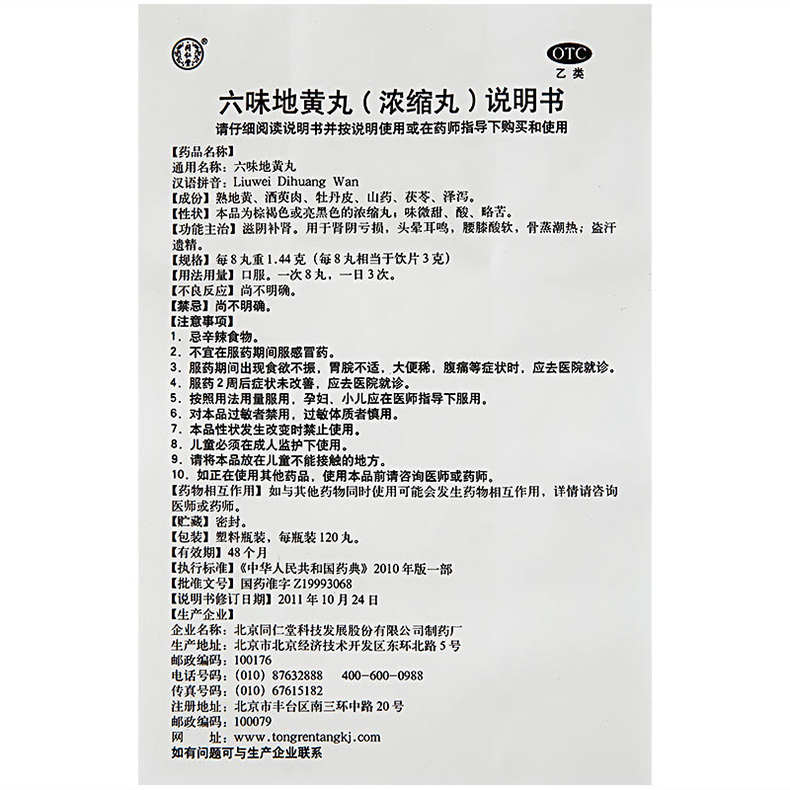 同仁堂
®
OTC
乙类
六味地黄丸（浓缩丸）说明书
请仔细阅读说明书并按说明使用或在药师指导下购买和使用
【药品名称】
通用名称：六味地黄丸
汉语拼音：Liuwei Dihuang Wan
【成份】熟地黄、酒萸肉、牡丹皮、山药、茯苓、泽泻。
【性状】本品为棕褐色或亮黑色的浓缩丸；味微甜、酸、略苦。
【功能主治】滋阴补肾。用于肾阴亏损，头晕耳鸣，腰膝酸软，骨蒸潮热；盗汗
遗精。
【规格】每8丸重1.44克（每8丸相当于饮片3克）
【用法用量】口服。一次8丸，一日3次。
【不良反应】尚不明确。
【禁忌】尚不明确。
【注意事项】
1．忌辛辣食物。
2．不宜在服药期间服感冒药。
3．服药期间出现食欲不振，胃脘不适，大便稀，腹痛等症状时，应去医院就诊。
4．服药2周后症状未改善，应去医院就诊。
5．按照用法用量服用，孕妇、小儿应在医师指导下服用。
6．对本品过敏者禁用，过敏体质者慎用。
7．本品性状发生改变时禁止使用。
8．儿童必须在成人监护下使用。
9．请将本品放在儿童不能接触的地方。
10．如正在使用其他药品，使用本品前请咨询医师或药师。
【药物相互作用】如与其他药物同时使用可能会发生药物相互作用，详情请咨询
医师或药师。
【贮藏】密封。
【包装】塑料瓶装，每瓶装120丸。
【有效期】48个月
【执行标准】《中华人民共和国药典》2010年版一部
【批准文号】国药准字Z19993068
【说明书修订日期】2011年10月24日
【生产企业】
企业名称：北京同仁堂科技发展股份有限公司制药厂
生产地址：北京市北京经济技术开发区东环北路5号
邮政编码：100176
电话号码：(010) 87632888 400-600-0988
传真号码：(010) 67615182
注册地址：北京市丰台区南三环中路20号
邮政编码：100079
网 址：www.tongrentangkj.com
如有问题可与生产企业联系